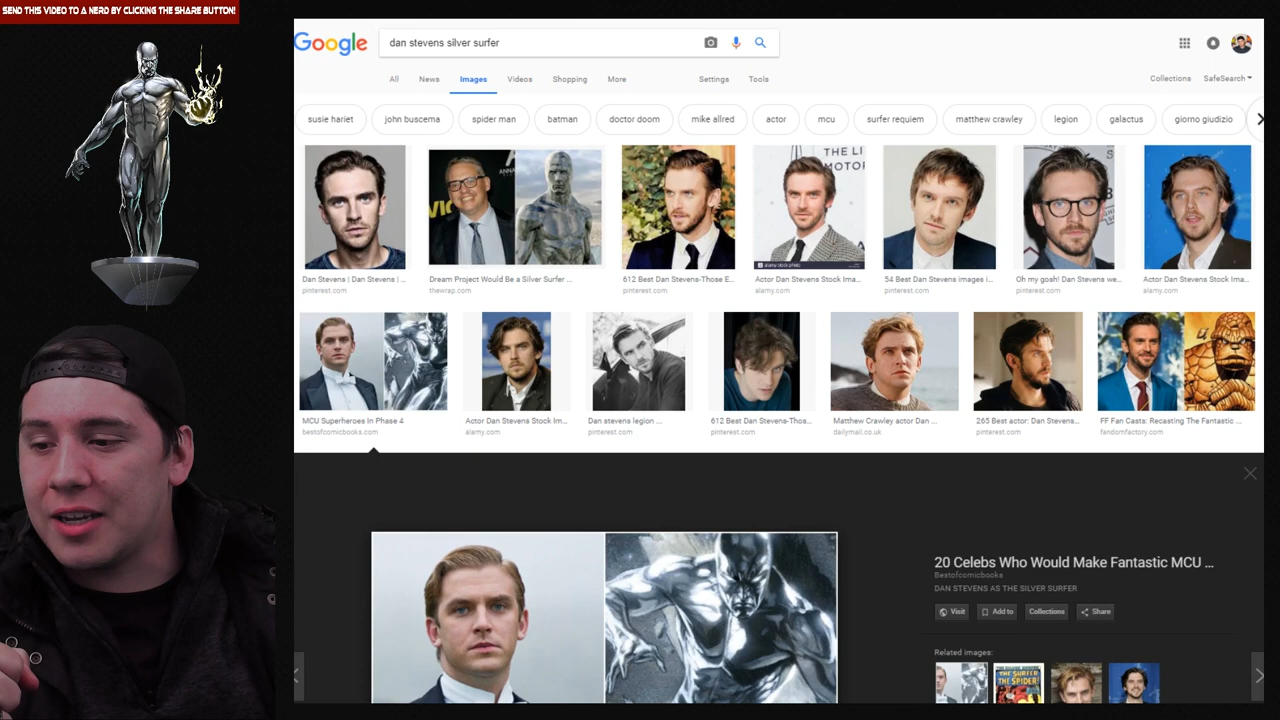 SEND THIS VIDEO TO A NERD BY CLICKING THE SHARE BUTTON!
Google
dan stevens silver surfer
All News Images Videos Shopping More Settings Tools
Collections SafeSearch
susie hariet john buscema spider man batman doctor doom mike allred actor mcu surfer requiem matthew crawley legion galactus giorno giudizio
THE LI
MOTOR
Dan Stevens | Dan Stevens | ...
pinterest.com
Dream Project Would Be a Silver Surfer ...
thewrap.com
612 Best Dan Stevens-Those E...
pinterest.com
Actor Dan Stevens Stock Ima...
alamy.com
54 Best Dan Stevens images i...
pinterest.com
Oh my gosh! Dan Stevens we...
pinterest.com
Actor Dan Stevens Stock Ima...
alamy.com
MCU Superheroes In Phase 4
bestofcomicbooks.com
Actor Dan Stevens Stock Im...
alamy.com
Dan stevens legion ...
pinterest.com
612 Best Dan Stevens-Thos...
pinterest.com
Matthew Crawley actor Dan ...
dailymail.co.uk
265 Best actor: Dan Stevens...
pinterest.com
FF Fan Casts: Recasting The Fantastic ...
fandomfactory.com
20 Celebs Who Would Make Fantastic MCU ...
Bestofcomicbooks
DAN STEVENS AS THE SILVER SURFER
Visit Add to Collections Share
Related images:
THE SURFER
THE SPIDER!